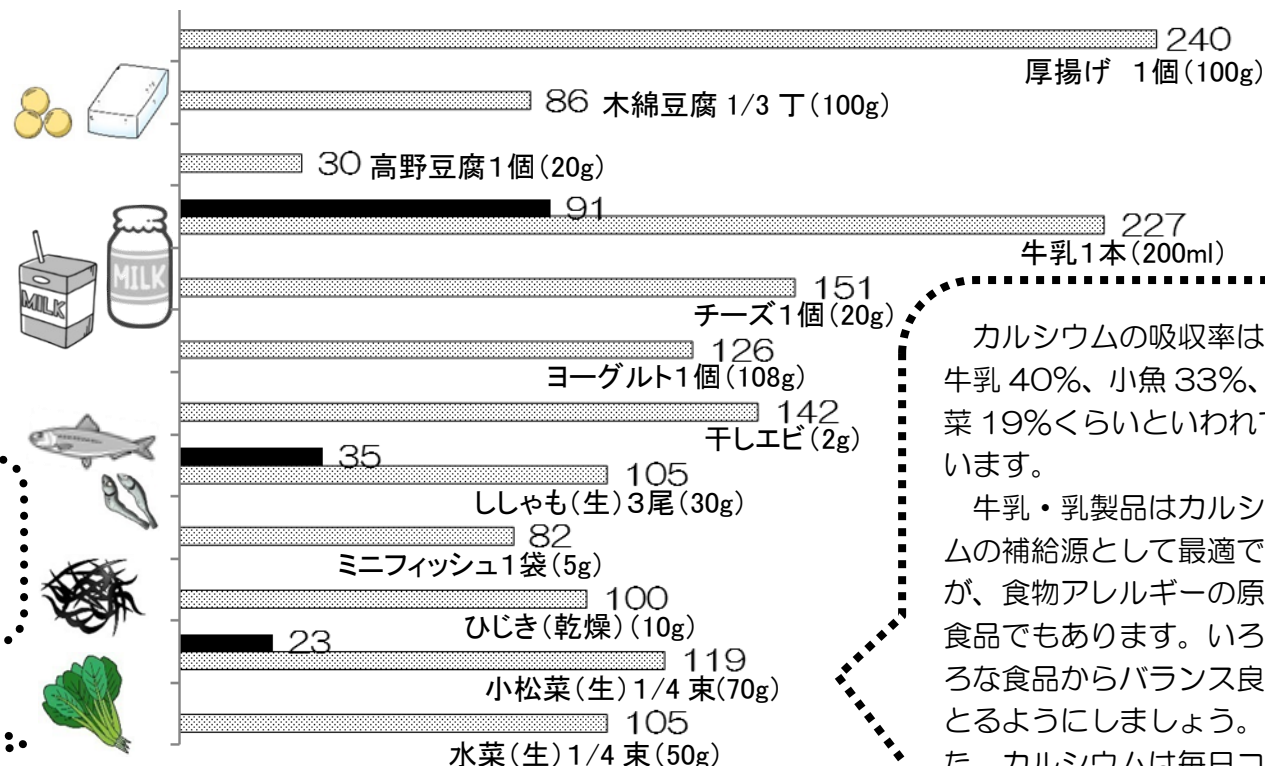 240
厚揚げ 1個(100g)
86 木綿豆腐 1/3 丁(100g)
30 高野豆腐1個(20g)
91
227
牛乳1本(200ml)
MILK
MILK
151
チーズ1個(20g)
126
ヨーグルト1個(108g)
142
干しエビ(2g)
35
105
ししゃも(生)3尾(30g)
82
ミニフィッシュ1袋(5g)
100
ひじき(乾燥)(10g)
23
119
小松菜(生)1/4 束(70g)
105
水菜(生)1/4 束(50g)
カルシウムの吸収率は
牛乳 40%、小魚 33%、
菜 19%くらいといわれて
います。
牛乳・乳製品はカルシ
ムの補給源として最適で
が、食物アレルギーの原
食品でもあります。いろ
ろな食品からバランス良
とるようにしましょう。
た、カルシウムは毎日コ